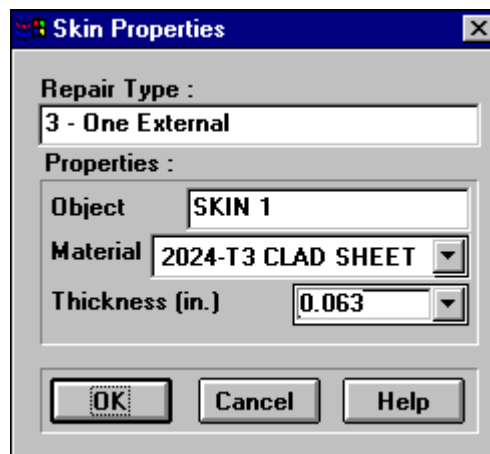 Skin Properties
Repair Type :
3 - One External
Properties :
Object SKIN 1
Material 2024-T3 CLAD SHEET
Thickness (in.) 0.063
OK Cancel Help